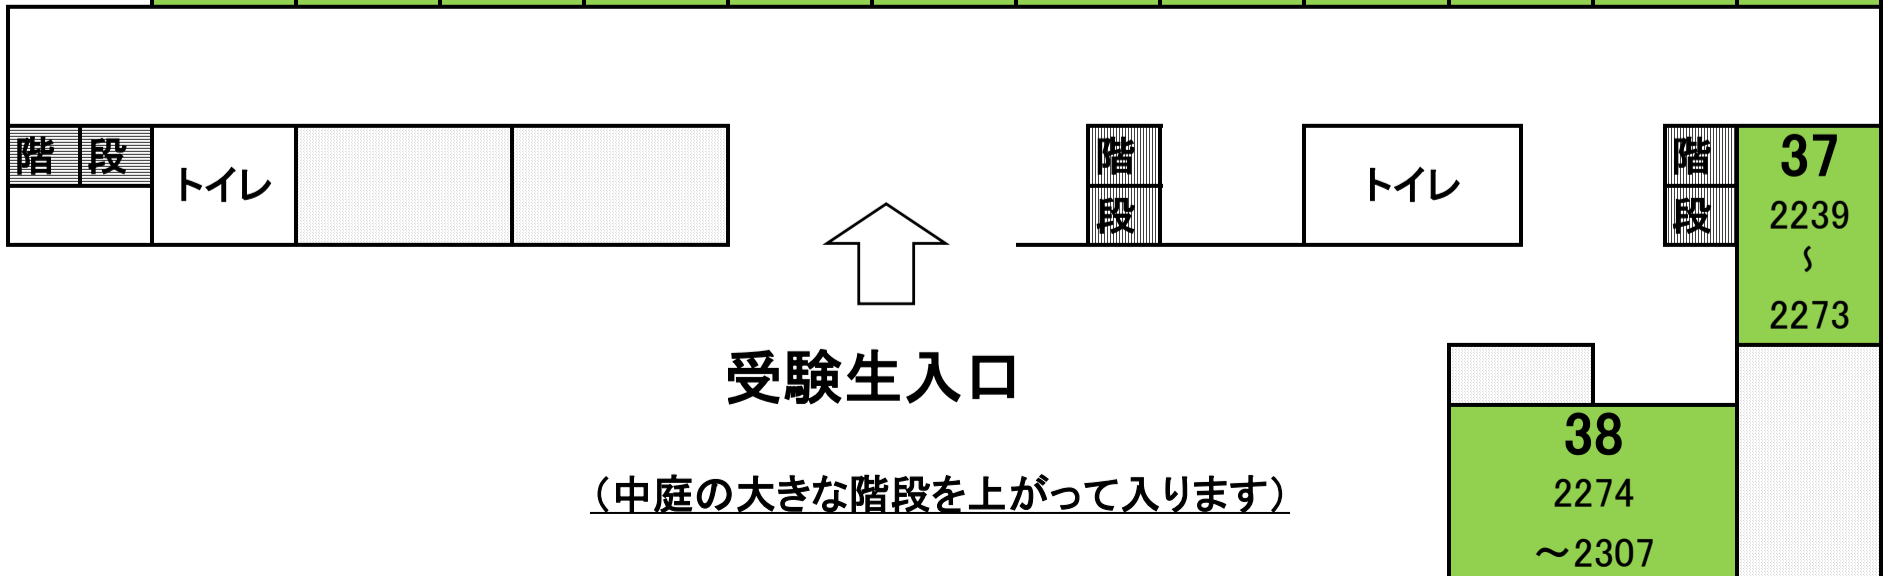 階段
トイレ
階段
トイレ
階段
37
2239
～
2273
受験生入口
（中庭の大きな階段を上がって入ります）
38
2274
～2307